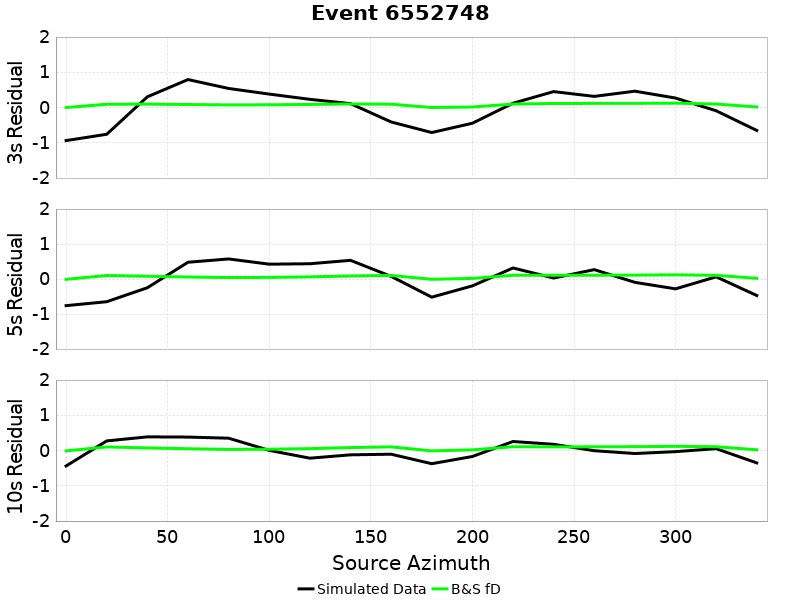 Event 6552748
3s Residual
2
1
0
-1
-2
5s Residual
2
1
0
-1
-2
10s Residual
2
1
0
-1
-2
0 50 100 150 200 250 300
Source Azimuth
Simulated Data B&S fD